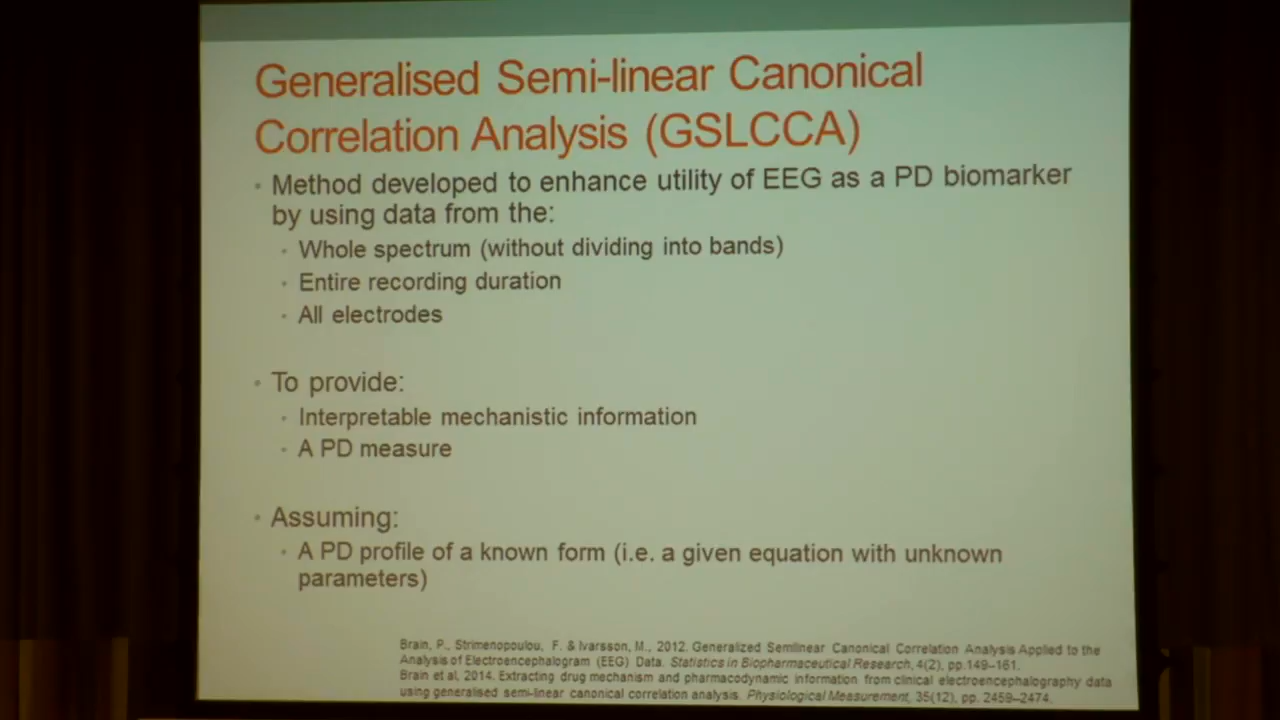 Generalised Semi-linear Canonical
Correlation Analysis (GSLCCA)
• Method developed to enhance utility of EEG as a PD biomarker
by using data from the:
• Whole spectrum (without dividing into bands)
• Entire recording duration
• All electrodes
• To provide:
• Interpretable mechanistic information
• A PD measure
• Assuming:
• A PD profile of a known form (i.e. a given equation with unknown
parameters)
Brain, P., Strimenopoulou, F. & Ivarsson, M., 2012. Generalized Semilinear Canonical Correlation Analysis Applied to the
Analysis of Electroencephalogram (EEG) Data. Statistics in Biopharmaceutical Research, 4(2), pp.149–161.
Brain et al, 2014. Extracting drug mechanism and pharmacodynamic information from clinical electroencephalography data
using generalised semi-linear canonical correlation analysis. Physiological Measurement, 35(12), pp. 2459–2474.